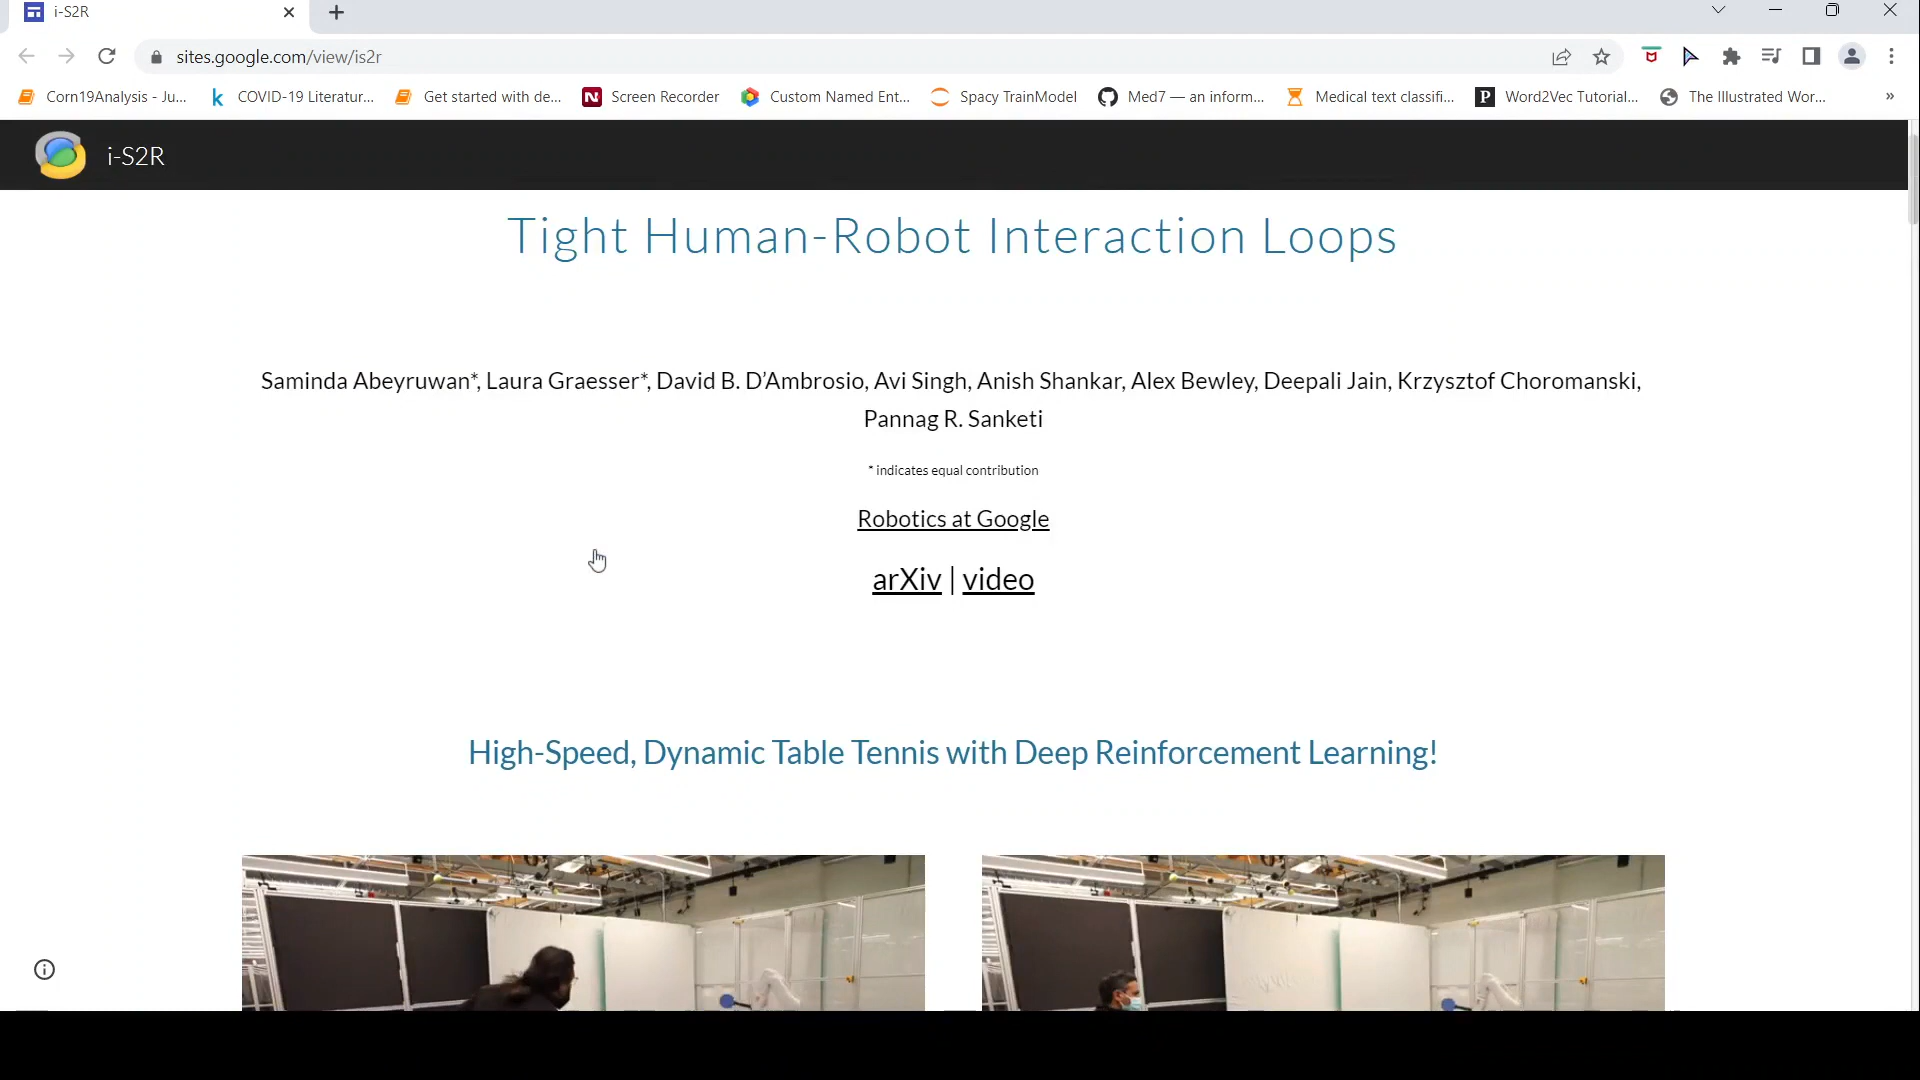 i-S2R
sites.google.com/view/is2r
Corn19Analysis - Ju...
COVID-19 Literatur...
Get started with de...
Screen Recorder
Custom Named Ent...
Spacy TrainModel
Med7 — an inform...
Medical text classifi...
Word2Vec Tutorial...
The Illustrated Wor...
»
i-S2R
Tight Human-Robot Interaction Loops
Saminda Abeyruwan*, Laura Graesser*, David B. D’Ambrosio, Avi Singh, Anish Shankar, Alex Bewley, Deepali Jain, Krzysztof Choromanski,
Pannag R. Sanketi
* indicates equal contribution
Robotics at Google
arXiv | video
High-Speed, Dynamic Table Tennis with Deep Reinforcement Learning!